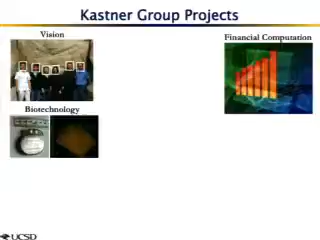 Kastner Group Projects
Vision
Financial Computation
Biotechnology
UCSD